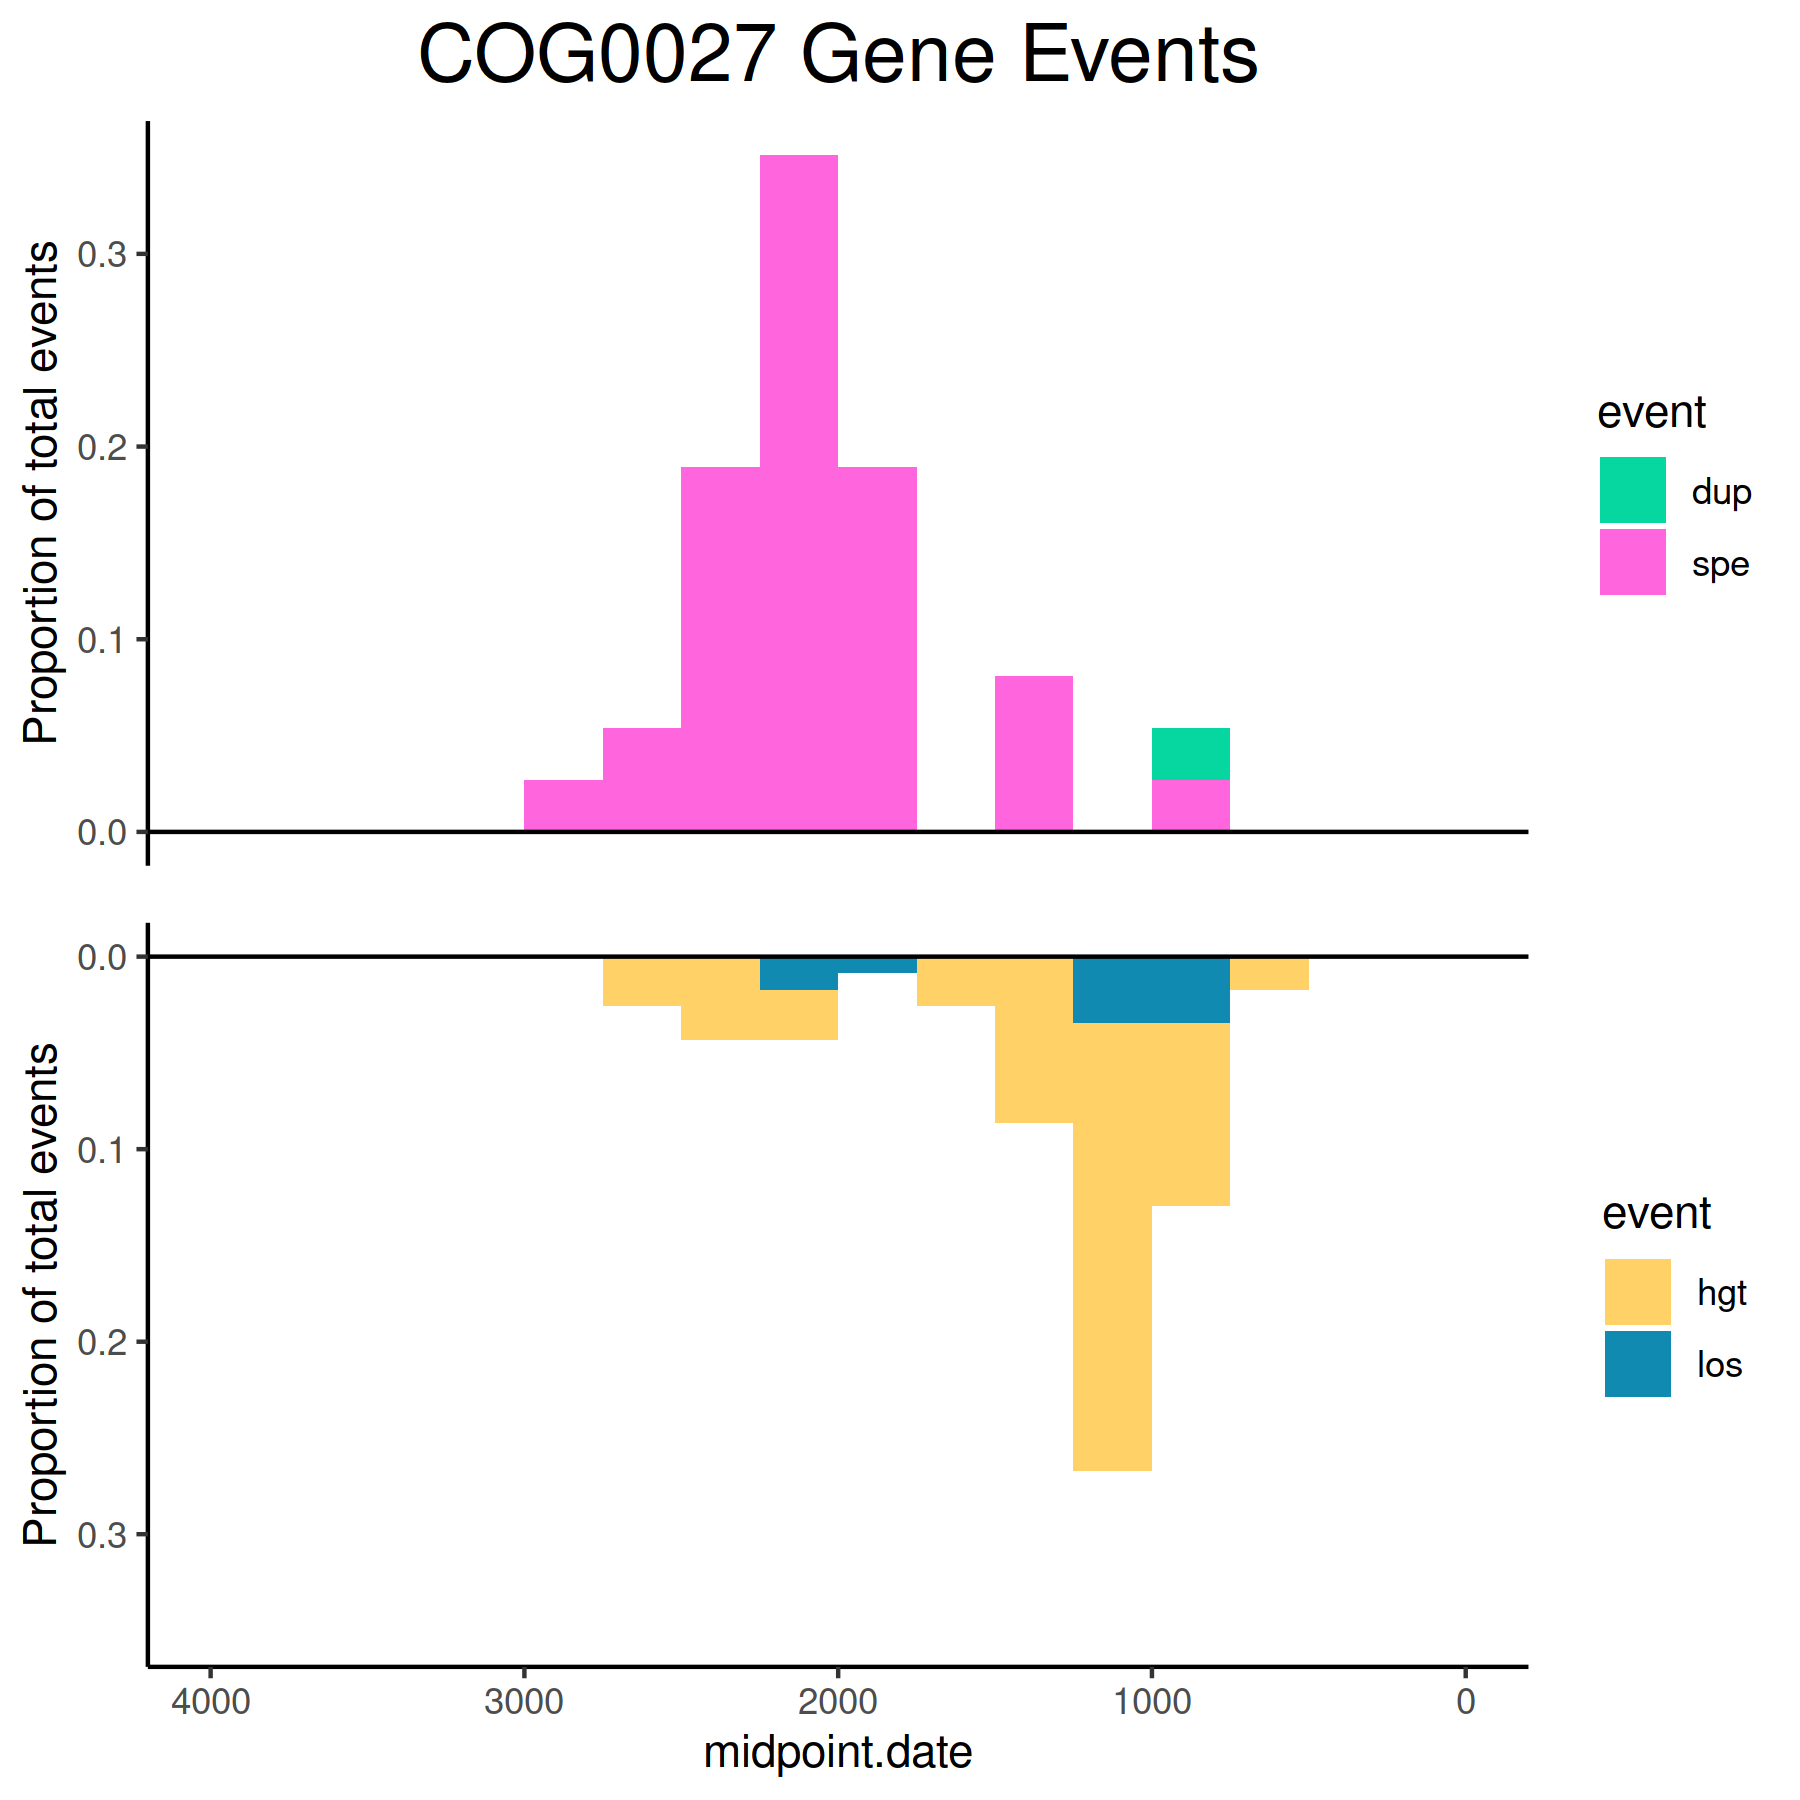 COG0027 Gene Events
Proportion of total events
0.3
0.2
0.1
0.0
event
dup
spe
Proportion of total events
0.0
0.1
0.2
0.3
event
hgt
los
4000 3000 2000 1000 0
midpoint.date